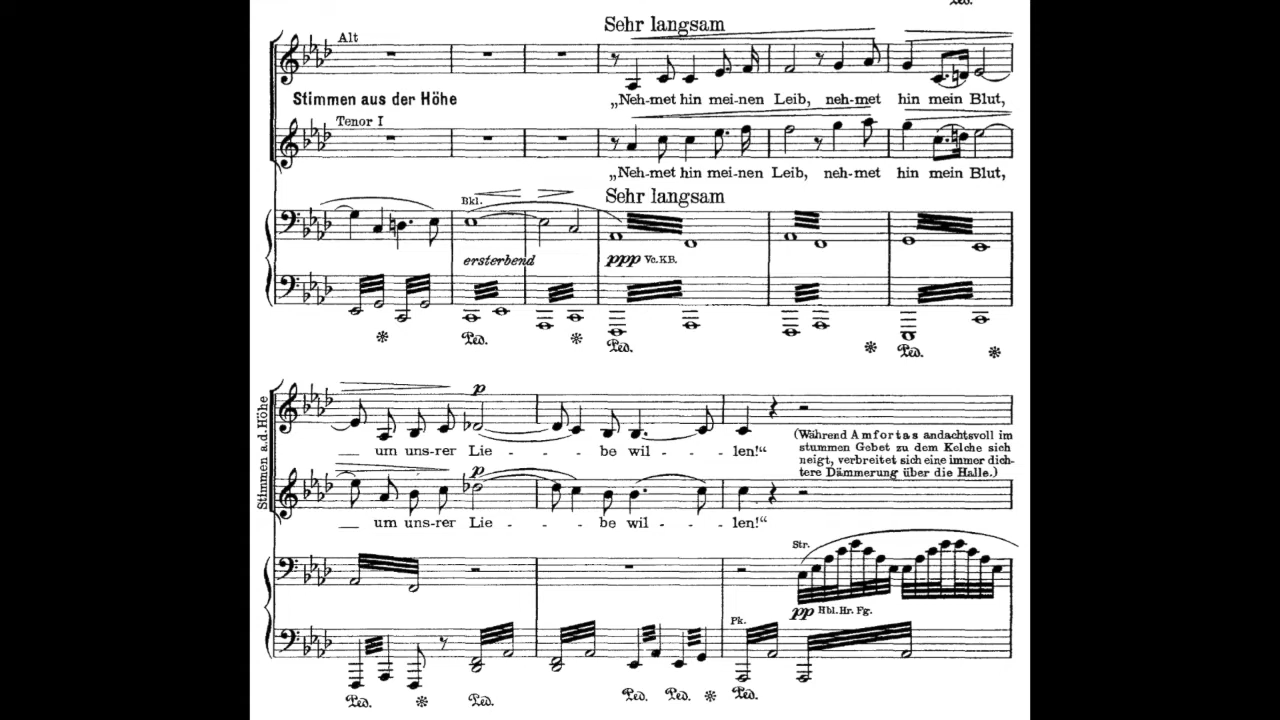 Ped.
Sehr langsam
Alt
Stimmen aus der Höhe
„Neh-met hin mei-nen Leib, neh-met hin mein Blut,
Tenor I
„Neh-met hin mei-nen Leib, neh-met hin mein Blut,
Sehr langsam
Bkl.
ersterbend
ppp Vc.KB.
Ped. Ped. Ped.
Stimmen a.d. Höhe
p
um uns-rer Lie - - - be wil - - - len!“
(Während Amfortas andachtsvoll im
stummen Gebet zu dem Kelche sich
neigt, verbreitet sich eine immer dich-
tere Dämmerung über die Halle.)
p
um uns-rer Lie - - - be wil - - - len!“
Str.
pp Hbl.Hr. Fg.
Pk.
Ped. Ped. Ped. Ped. Ped.